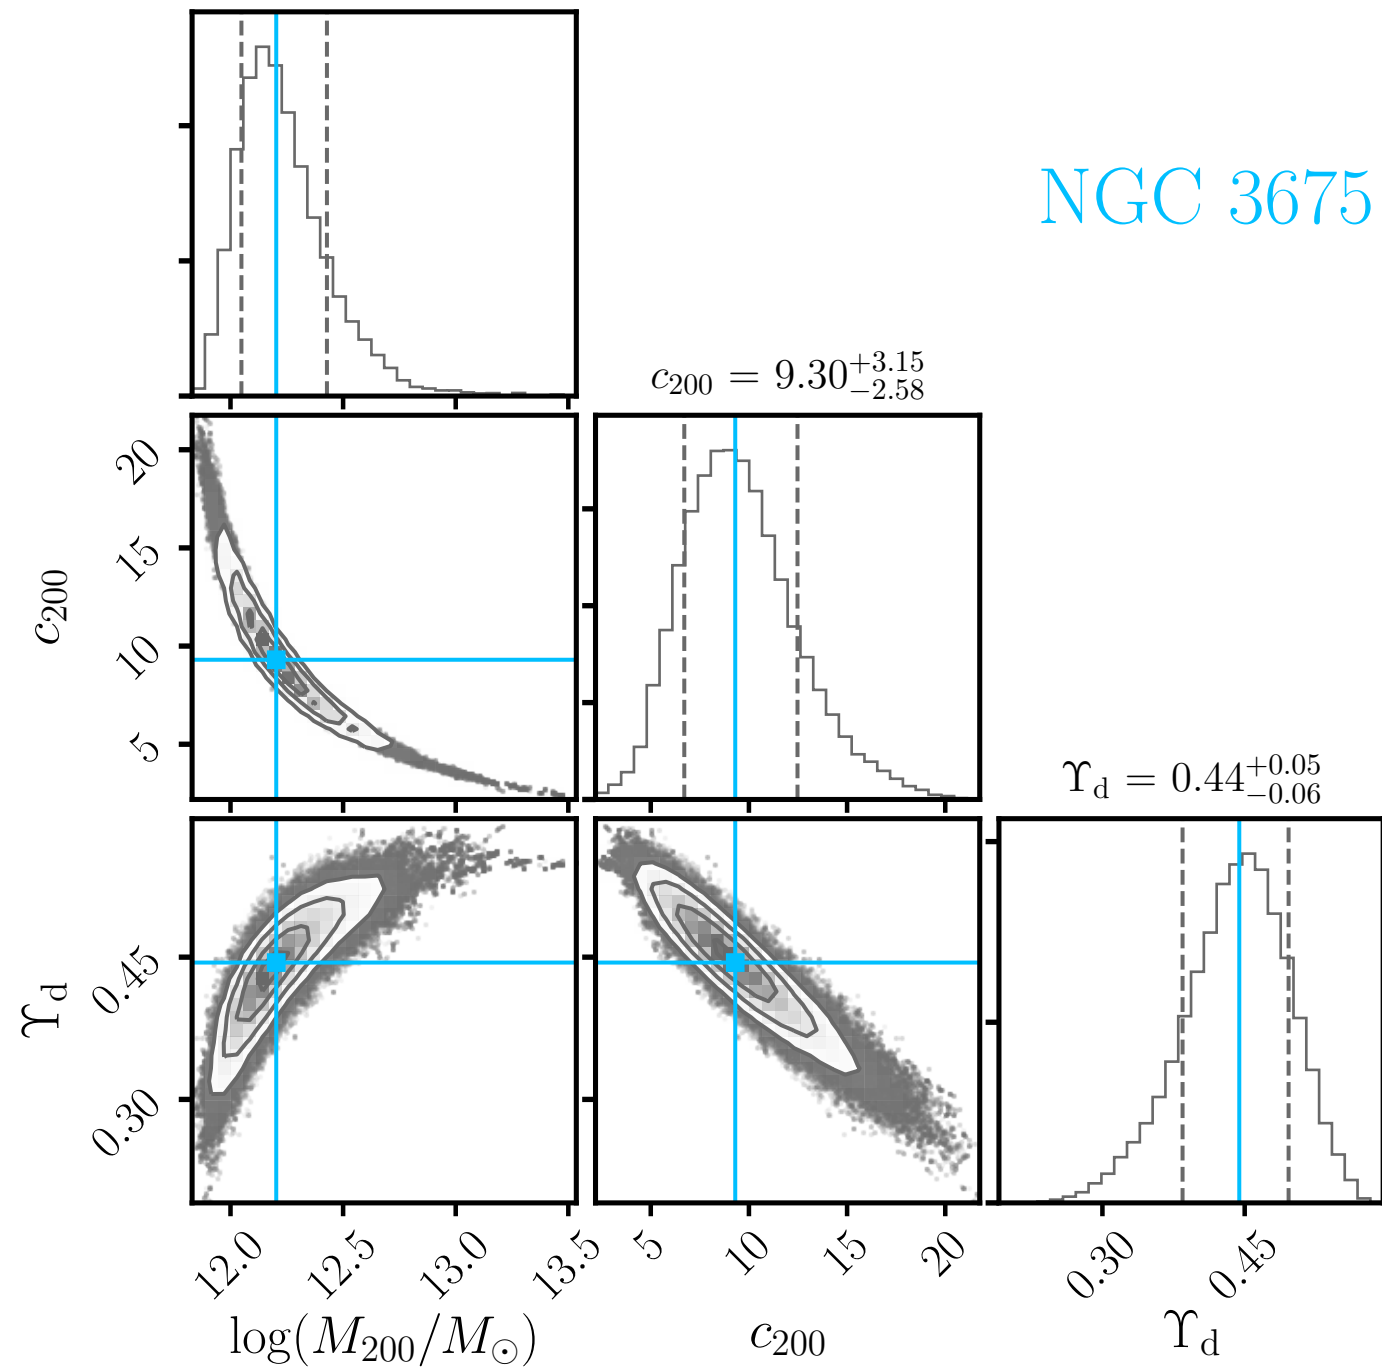 NGC 3675
c₂₀₀ = 9.30⁺³·¹⁵₋₂.₅₈
20
15
10
5
c₂₀₀
ϒd = 0.44⁺⁰·⁰⁵₋₀.₀₆
0.45
0.30
ϒd
12.0 12.5 13.0 13.5
5 10 15 20
0.30 0.45
log(M₂₀₀/M⊙)
c₂₀₀
ϒd